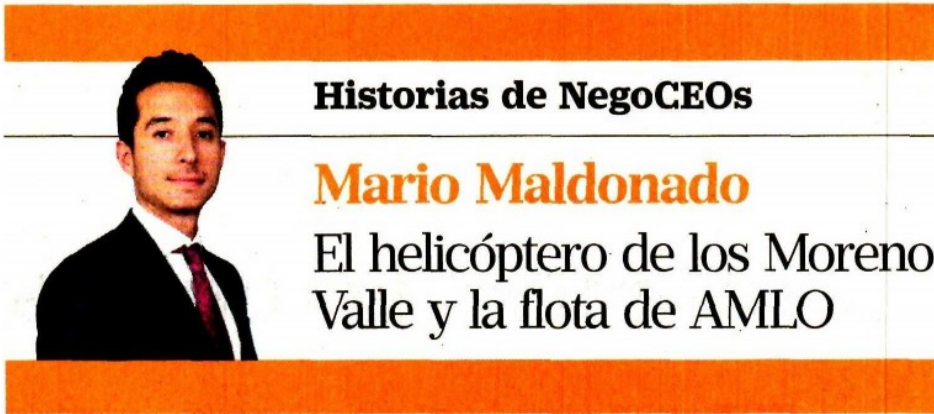 Historias de NegoCEOs
Mario Maldonado
El helicóptero de los Moreno
Valle y la flota de AMLO